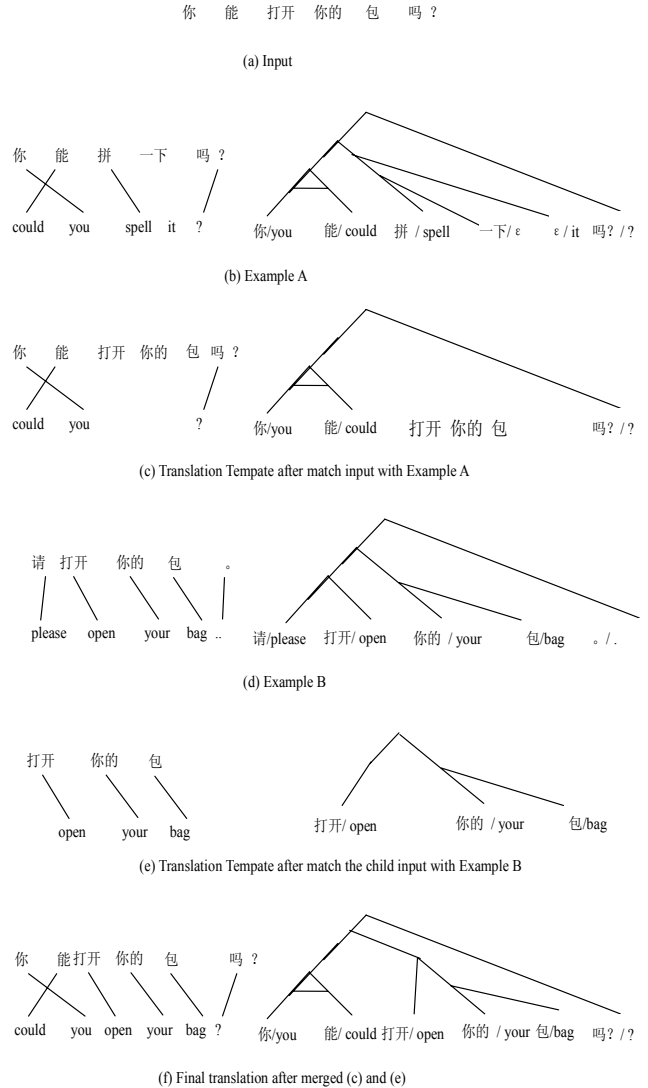 你 能 打开 你的 包 吗 ?
(a) Input
你 能 拼 一下 吗 ?
could you spell it ?
你/you 能/ could 拼 / spell 一下/ ε ε / it 吗? / ?
(b) Example A
你 能 打开 你的 包 吗 ?
could you ?
你/you 能/ could 打开 你的 包 吗? / ?
(c) Translation Tempate after match input with Example A
请 打开 你的 包 。
please open your bag ..
请/please 打开/ open 你的 / your 包/bag 。/ .
(d) Example B
打开 你的 包
open your bag
打开/ open 你的 / your 包/bag
(e) Translation Tempate after match the child input with Example B
你 能 打开 你的 包 吗 ?
could you open your bag ?
你/you 能/ could 打开/ open 你的 / your 包/bag 吗? / ?
(f) Final translation after merged (c) and (e)